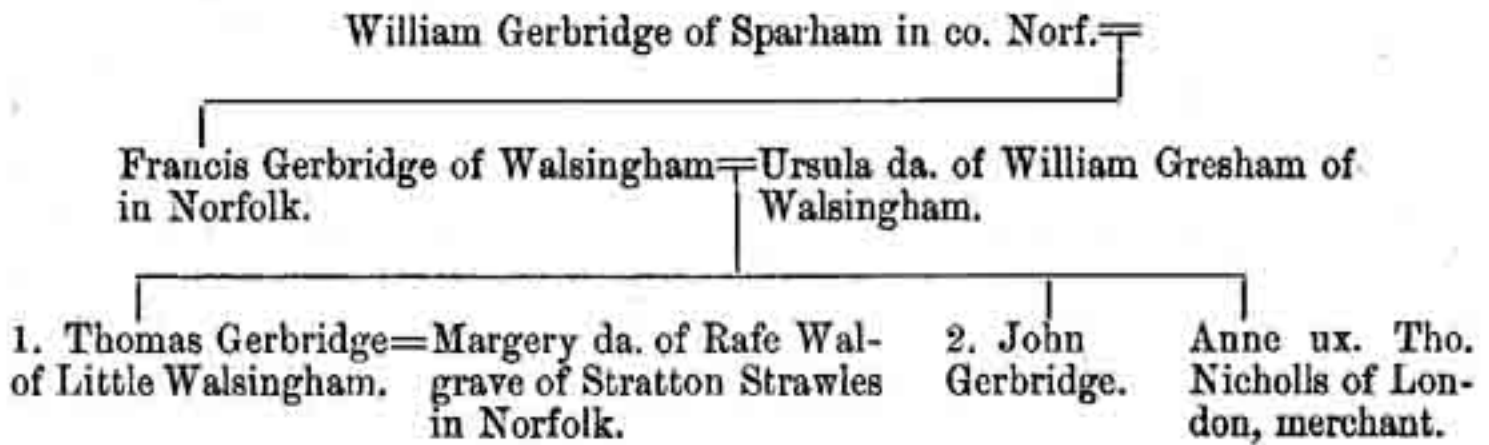 William Gerbridge of Sparham in co. Norf.=
Francis Gerbridge of Walsingham=Ursula da. of William Gresham of
in Norfolk.
Walsingham.
1. Thomas Gerbridge=Margery da. of Rafe Wal-
of Little Walsingham.
grave of Stratton Strawles
in Norfolk.
2. John
Gerbridge.
Anne ux. Tho.
Nicholls of Lon-
don, merchant.